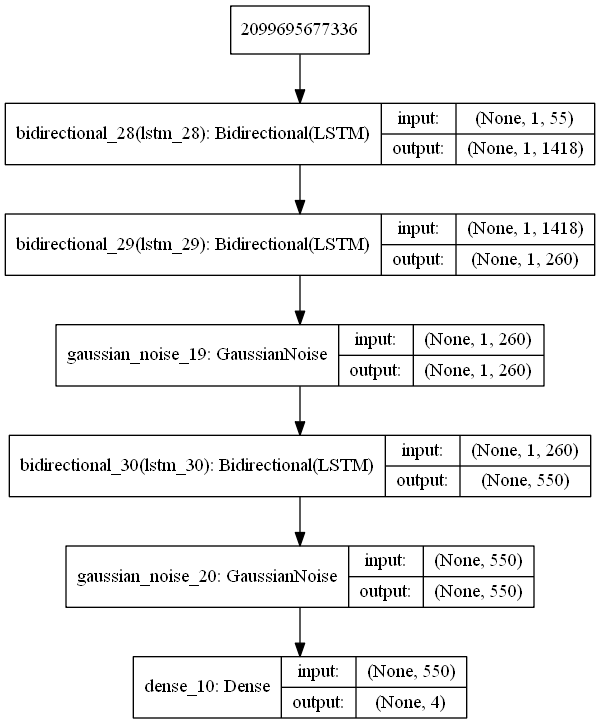 2099695677336
bidirectional_28(lstm_28): Bidirectional(LSTM)
input: (None, 1, 55)
output: (None, 1, 1418)
bidirectional_29(lstm_29): Bidirectional(LSTM)
input: (None, 1, 1418)
output: (None, 1, 260)
gaussian_noise_19: GaussianNoise
input: (None, 1, 260)
output: (None, 1, 260)
bidirectional_30(lstm_30): Bidirectional(LSTM)
input: (None, 1, 260)
output: (None, 550)
gaussian_noise_20: GaussianNoise
input: (None, 550)
output: (None, 550)
dense_10: Dense
input: (None, 550)
output: (None, 4)